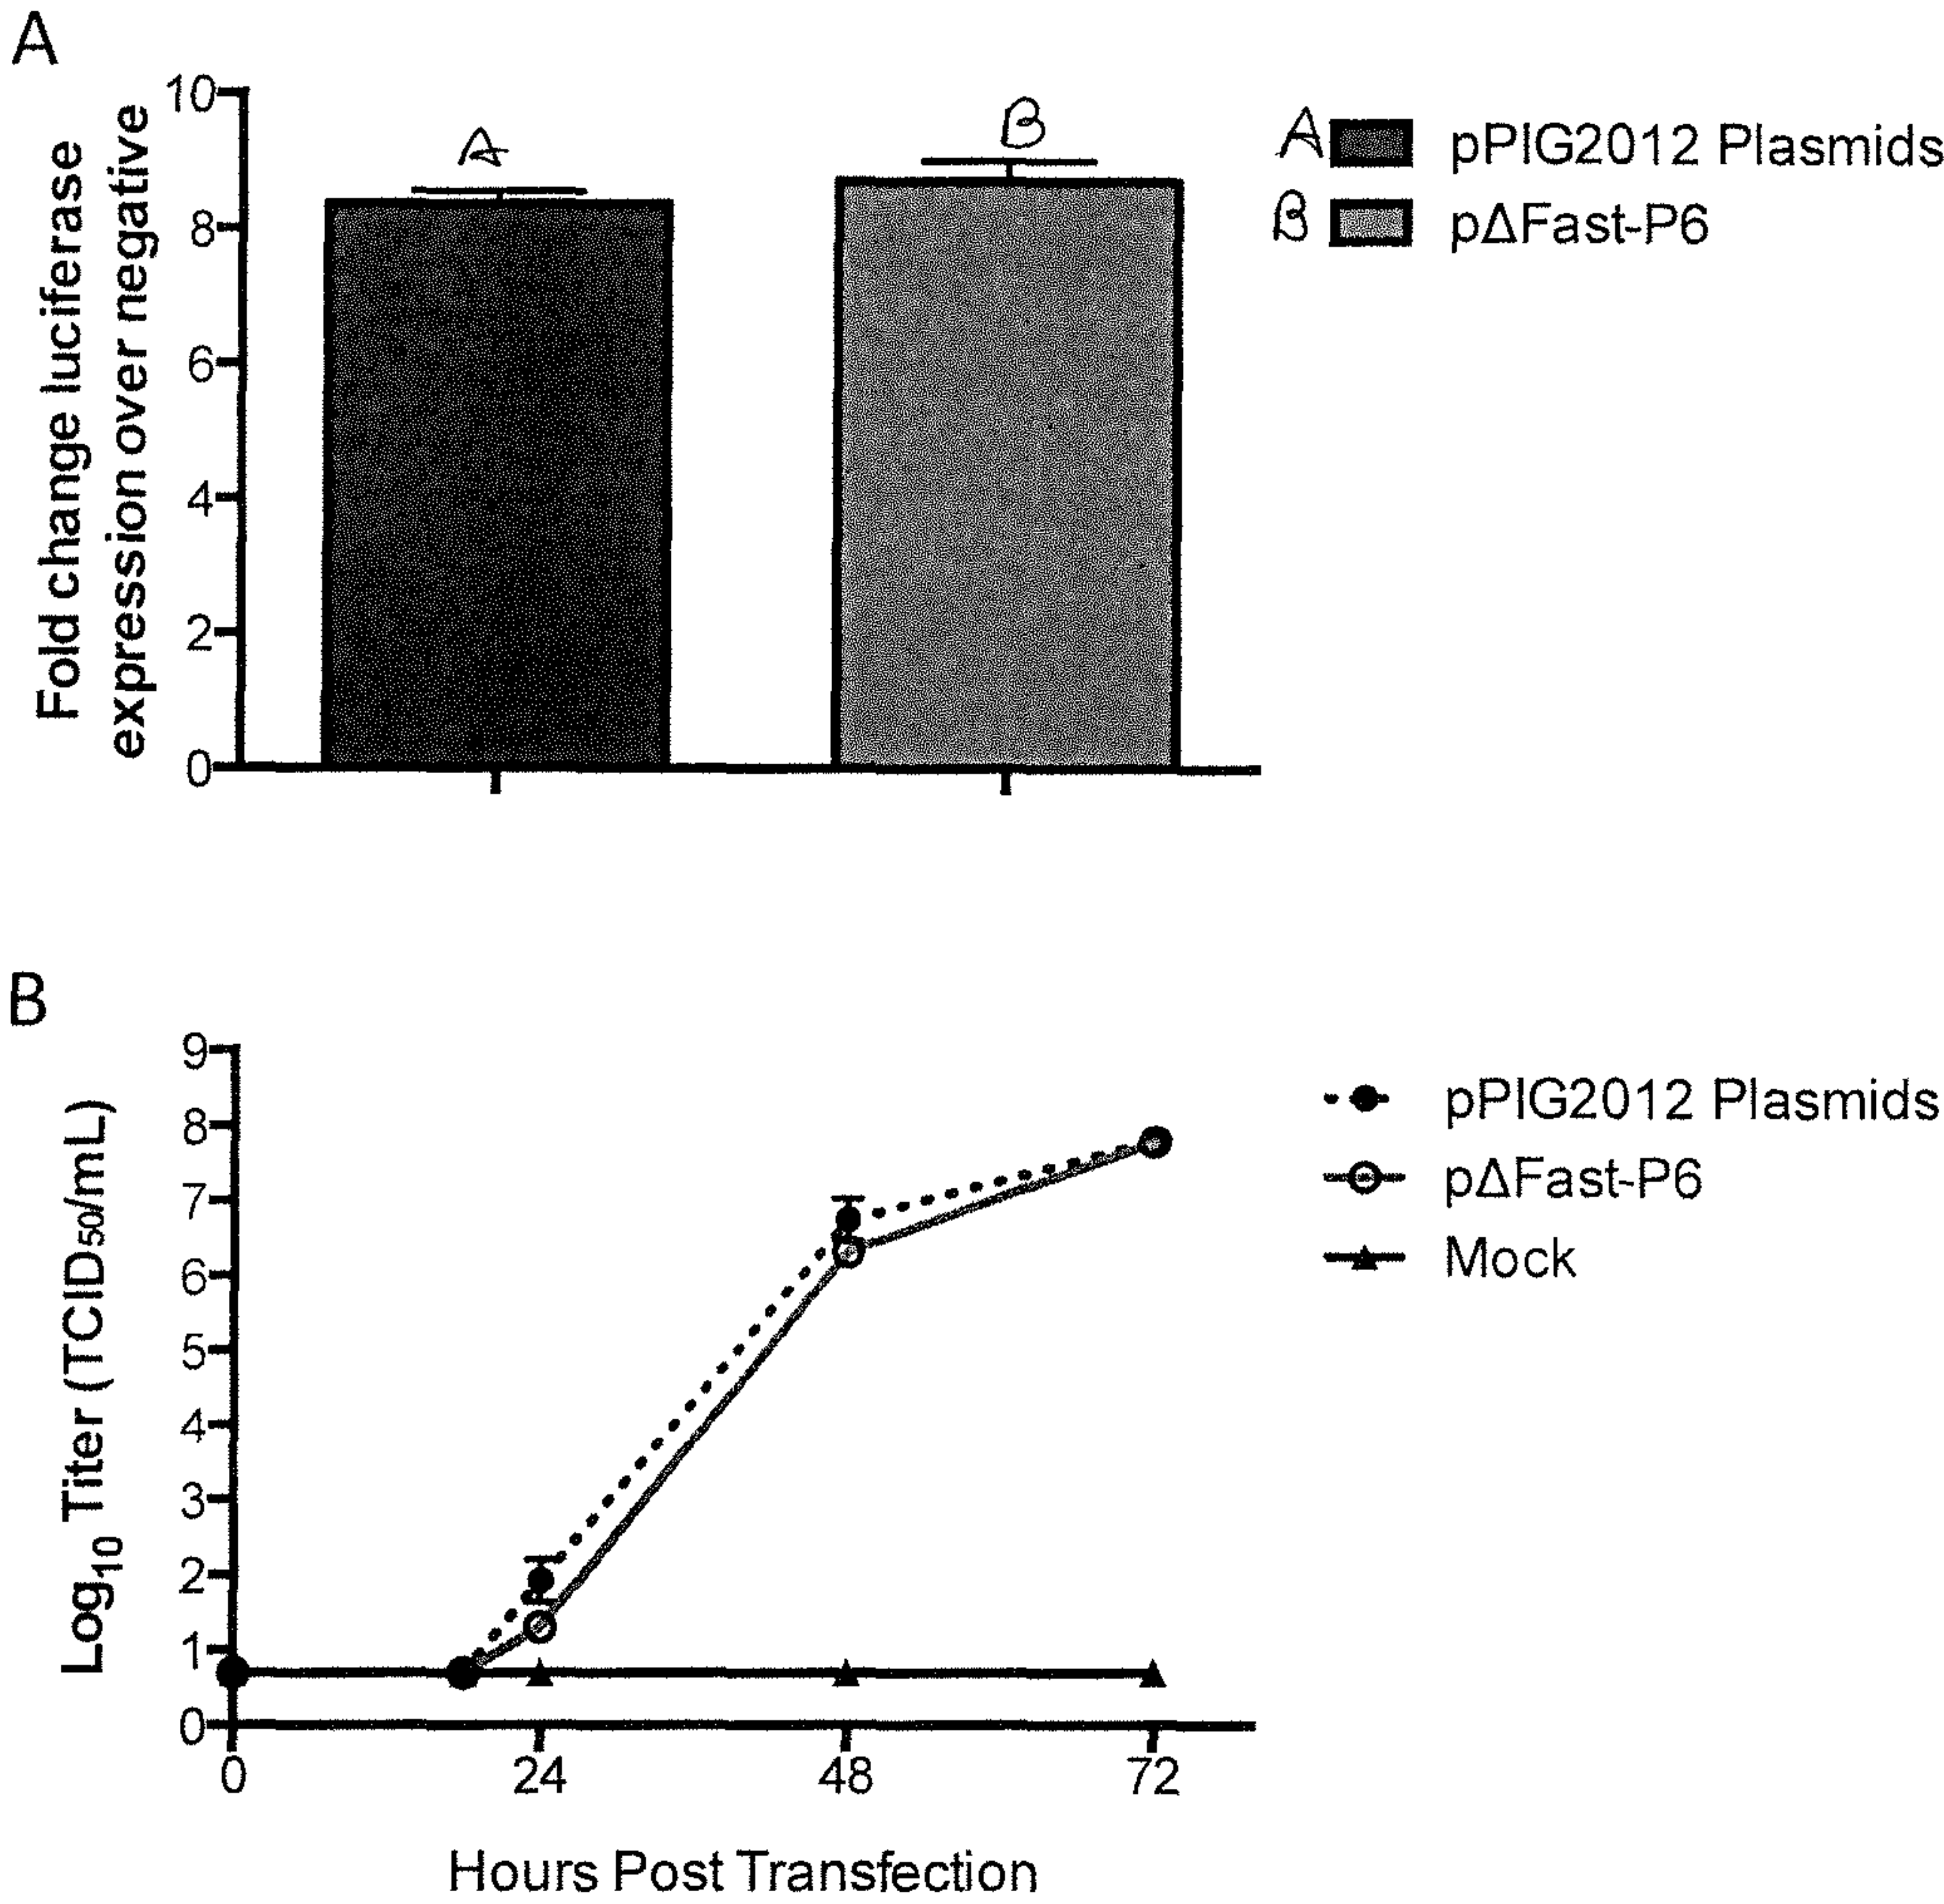 A
10
8
6
4
2
0
Fold change luciferase
expression over negative
A
B
A pPIG2012 Plasmids
B pΔFast-P6
B
9
8
7
6
5
4
3
2
1
0
Log10 Titer (TCID50/mL)
0 24 48 72
Hours Post Transfection
pPIG2012 Plasmids
pΔFast-P6
Mock